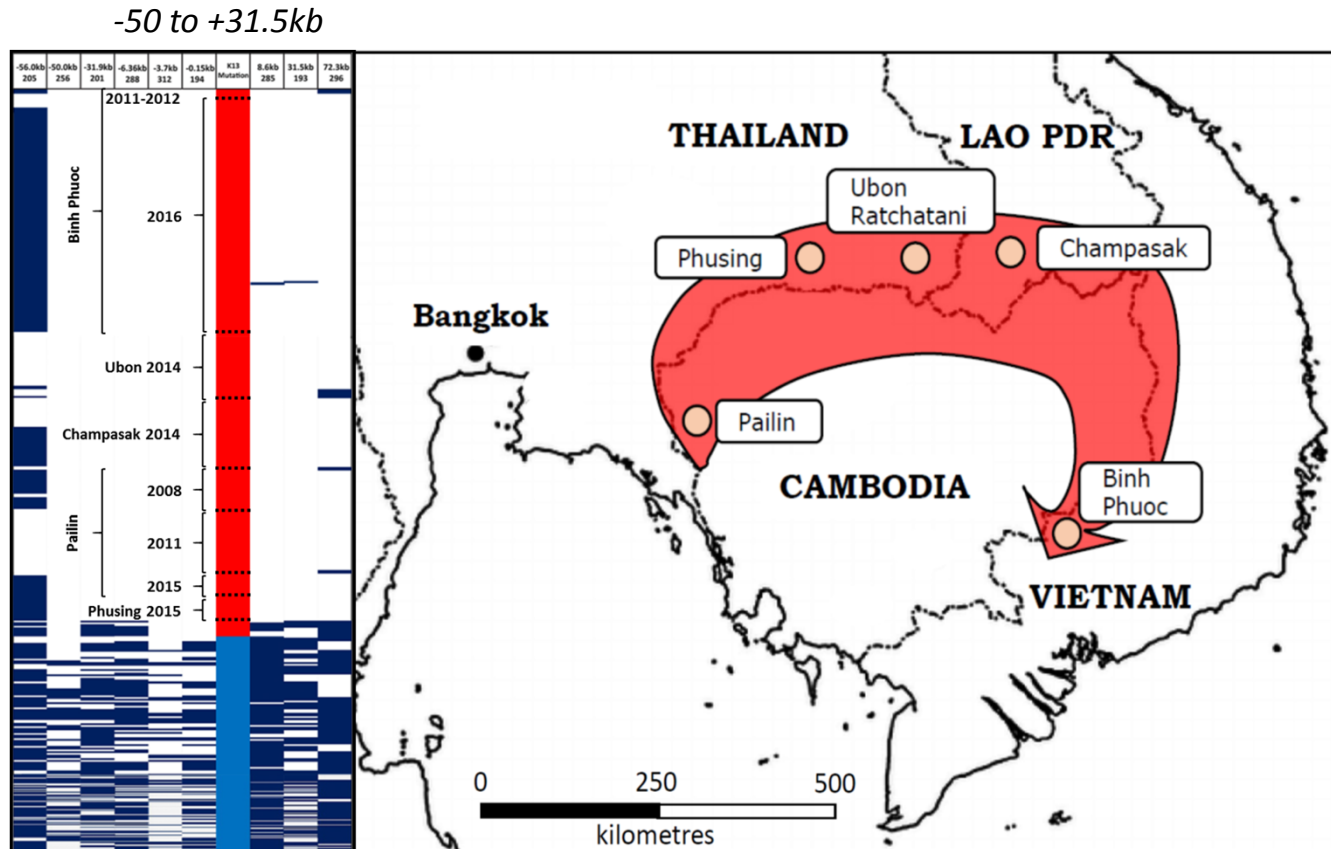 -50 to +31.5kb
-56.0kb -50.0kb -31.9kb -6.36kb -3.7kb -0.15kb K13 8.6kb 31.5kb 72.3kb
205 256 201 288 312 194 Mutation 285 193 296
2011-2012
Binh Phuoc
2016
Ubon 2014
Champasak 2014
2008
Pailin
2011
2015
Phusing 2015
THAILAND
LAO PDR
Ubon
Ratchatani
Phusing
Champasak
Bangkok
Pailin
CAMBODIA
Binh
Phuoc
VIETNAM
0 250 500
kilometres